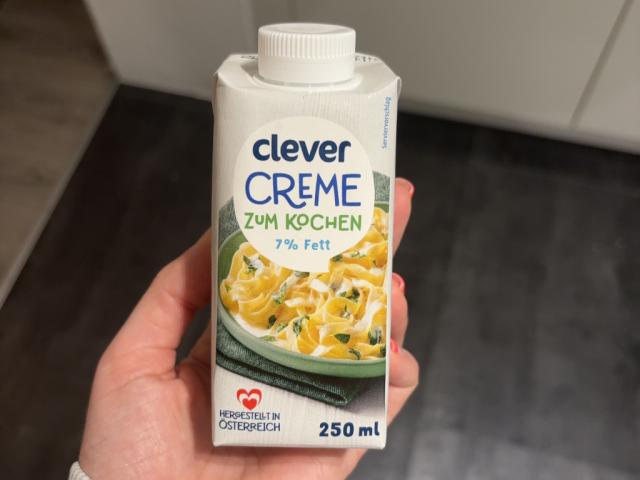 clever
CREME
ZUM KOCHEN
7% Fett
Serviervorschlag
HERGESTELLT IN
ÖSTERREICH
250 ml